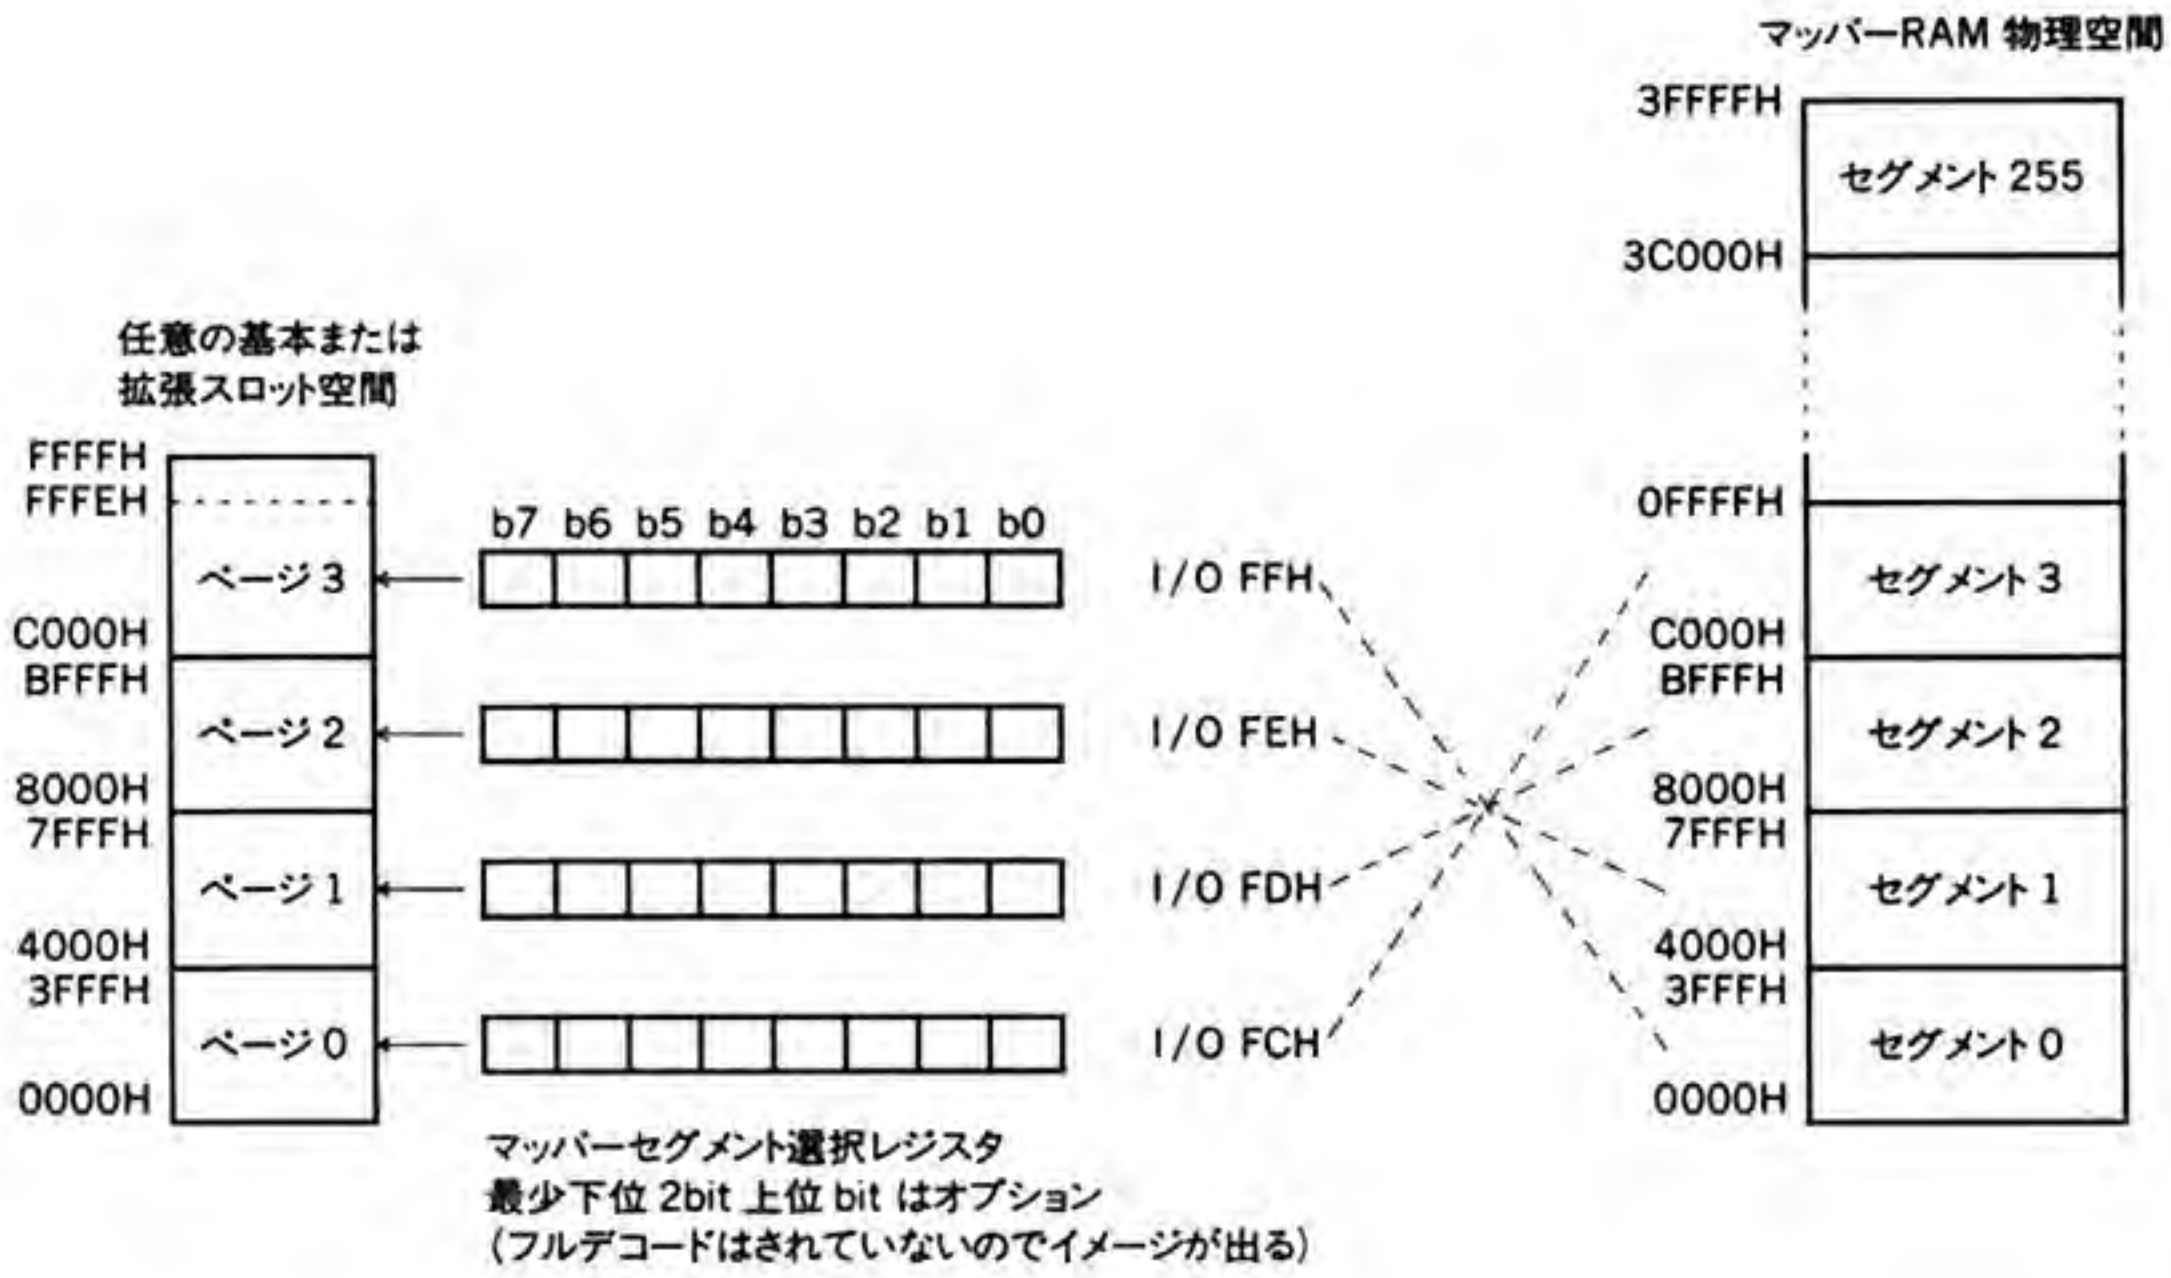 マッパーRAM 物理空間
3FFFFH
セグメント 255
3C000H
任意の基本または
拡張スロット空間
FFFFH
FFFEH
ページ 3
C000H
BFFFH
ページ 2
8000H
7FFFH
ページ 1
4000H
3FFFH
ページ 0
0000H
b7 b6 b5 b4 b3 b2 b1 b0
I/O FFH
I/O FEH
I/O FDH
I/O FCH
マッパーセグメント選択レジスタ
最少下位 2bit 上位 bit はオプション
(フルデコードはされていないのでイメージが出る)
0FFFFH
セグメント 3
C000H
BFFFH
セグメント 2
8000H
7FFFH
セグメント 1
4000H
3FFFH
セグメント 0
0000H